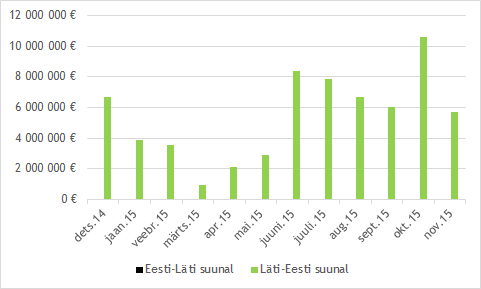 12 000 000 €
10 000 000 €
8 000 000 €
6 000 000 €
4 000 000 €
2 000 000 €
0 €
dets.14 jaan.15 veebr.15 märts.15 apr.15 mai.15 juuni.15 juuli.15 aug.15 sept.15 okt.15 nov.15
Eesti-Läti suunal Läti-Eesti suunal